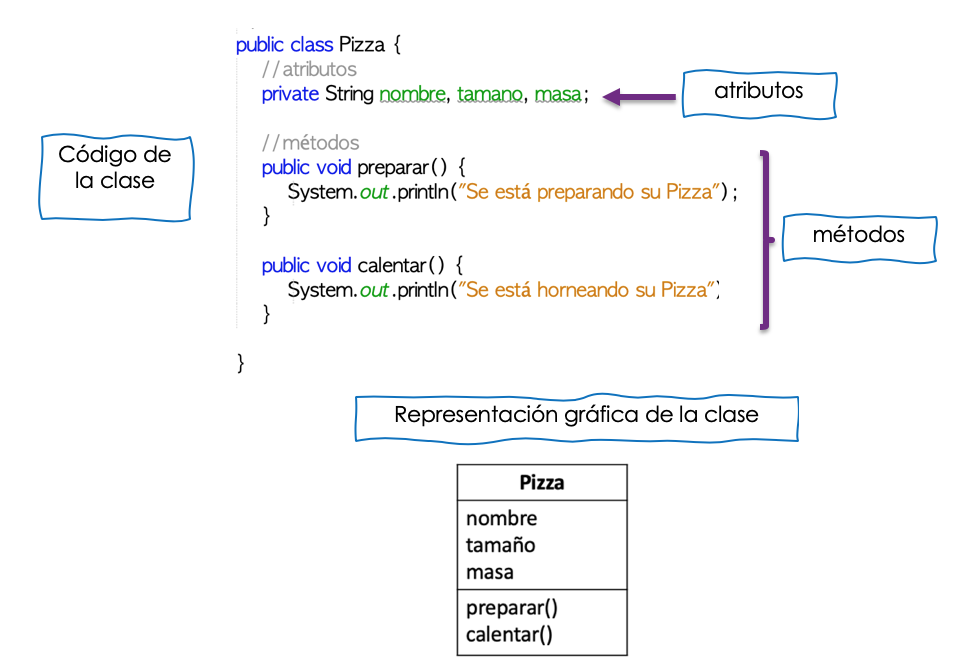 public class Pizza {
//atributos
private String nombre, tamano, masa;
atributos
//métodos
public void preparar() {
System.out.println("Se está preparando su Pizza");
}
public void calentar() {
System.out.println("Se está horneando su Pizza")
}
}
Código de
la clase
métodos
Representación gráfica de la clase
Pizza
nombre
tamaño
masa
preparar()
calentar()